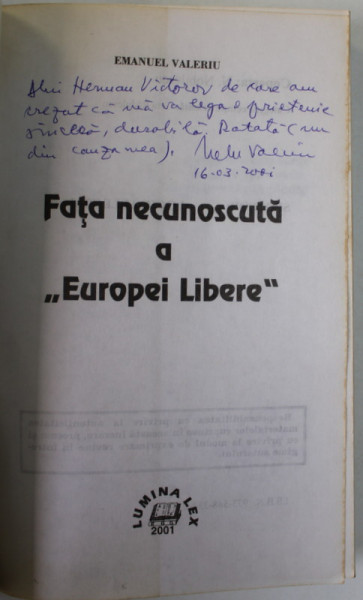 EMANUEL VALERIU
Lui Herman Victorov de care am
crezut că mă va lega o prietenie
sinceră, durabilă. Ratată (nu
din cauza mea). Valeriu
16.03.2001
Fața necunoscută
a
„Europei Libere“
LUMINA LEX
2001